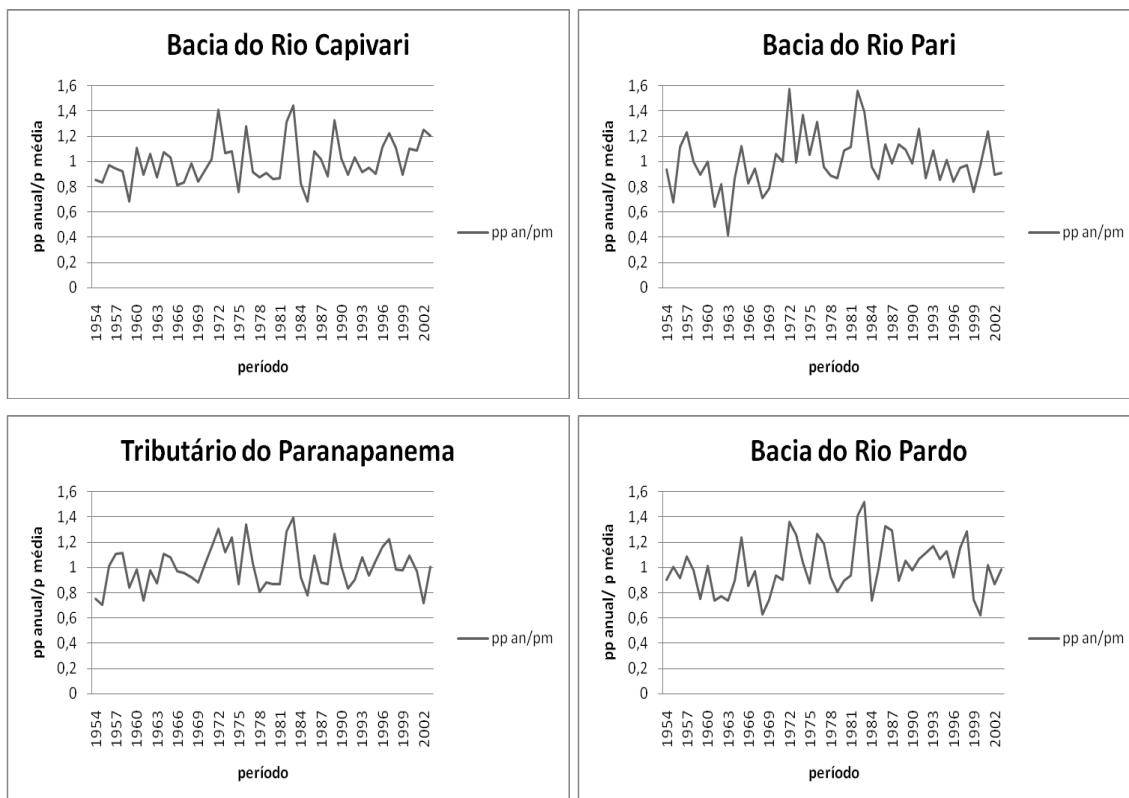 Bacia do Rio Capivari
pp anual/p média
1,6
1,4
1,2
1
0,8
0,6
0,4
0,2
0
1954 1957 1960 1963 1966 1969 1972 1975 1978 1981 1984 1987 1990 1993 1996 1999 2002
período
pp an/pm
Bacia do Rio Pari
pp anual/p média
1,6
1,4
1,2
1
0,8
0,6
0,4
0,2
0
1954 1957 1960 1963 1966 1969 1972 1975 1978 1981 1984 1987 1990 1993 1996 1999 2002
período
pp an/pm
Tributário do Paranapanema
pp anual/p média
1,6
1,4
1,2
1
0,8
0,6
0,4
0,2
0
1954 1957 1960 1963 1966 1969 1972 1975 1978 1981 1984 1987 1990 1993 1996 1999 2002
período
pp an/pm
Bacia do Rio Pardo
pp anual/ p média
1,6
1,4
1,2
1
0,8
0,6
0,4
0,2
0
1954 1957 1960 1963 1966 1969 1972 1975 1978 1981 1984 1987 1990 1993 1996 1999 2002
período
pp an/pm